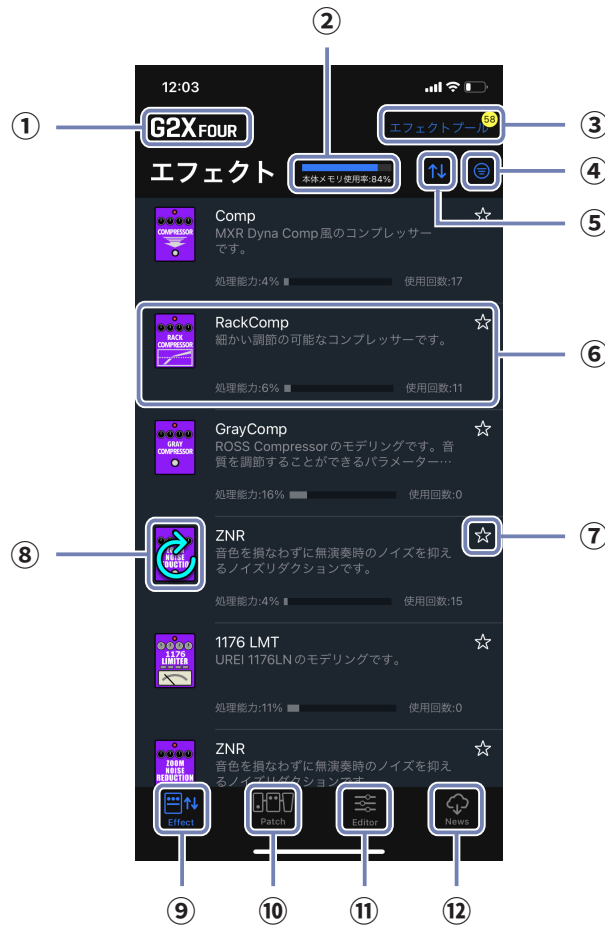 ②
12:03
①
G2X FOUR
エフェクトプール
58
③
エフェクト
本体メモリ使用率:84%
④
⑤
COMPRESSOR
Comp
MXR Dyna Comp風のコンプレッサー
です。
処理能力:4%
使用回数:17
RACK
COMPRESSOR
RackComp
細かい調節の可能なコンプレッサーです。
処理能力:6%
使用回数:11
⑥
GRAY
COMPRESSOR
GrayComp
ROSS Compressorのモデリングです。音
質を調節することができるパラメーター…
処理能力:16%
使用回数:0
⑧
ZNR
音色を損なわずに無演奏時のノイズを抑え
るノイズリダクションです。
処理能力:4%
使用回数:15
⑦
1176
LIMITER
1176 LMT
UREI 1176LNのモデリングです。
処理能力:11%
使用回数:0
ZOOM
NOISE
REDUCTION
ZNR
音色を損なわずに無演奏時のノイズを抑え
るノイズリダクションです。
Effect
Patch
Editor
News
⑨
⑩
⑪
⑫